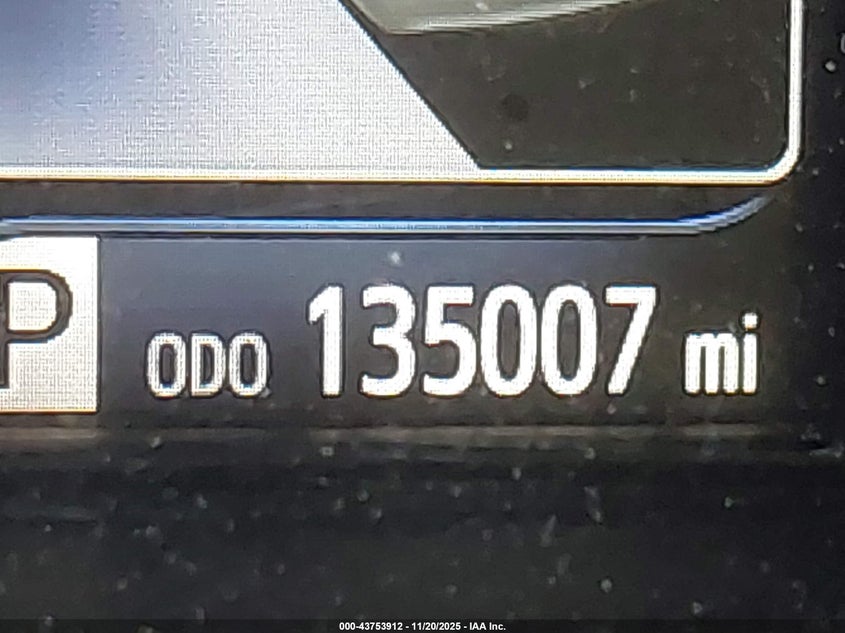 P ODO 135007 mi
000-43753912 - 11/20/2025 - IAA Inc.